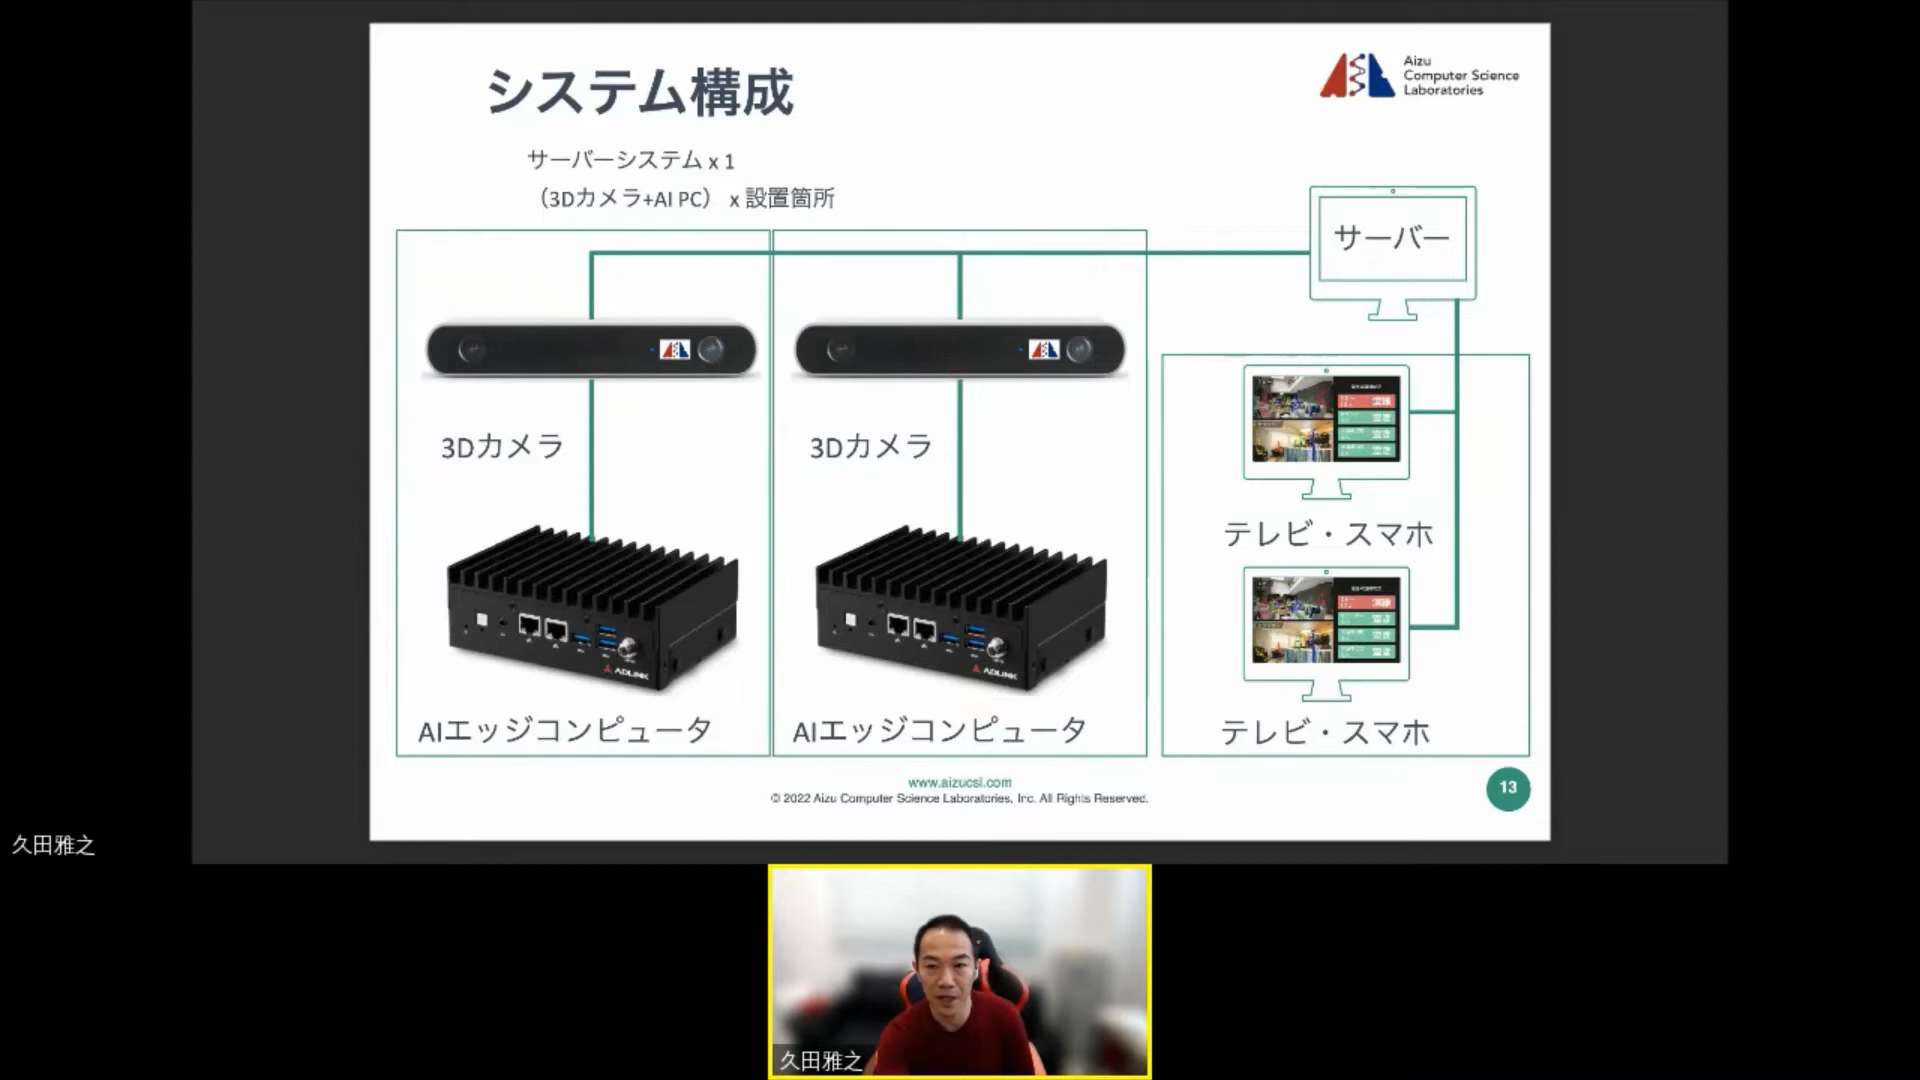 システム構成
Aizu
Computer Science
Laboratories
サーバーシステム x 1
（3Dカメラ+AI PC） x 設置箇所
サーバー
3Dカメラ
3Dカメラ
テレビ・スマホ
ADLINK
ADLINK
AIエッジコンピュータ
AIエッジコンピュータ
テレビ・スマホ
www.aizucsl.com
© 2022 Aizu Computer Science Laboratories, Inc. All Rights Reserved.
13
久田雅之
久田雅之